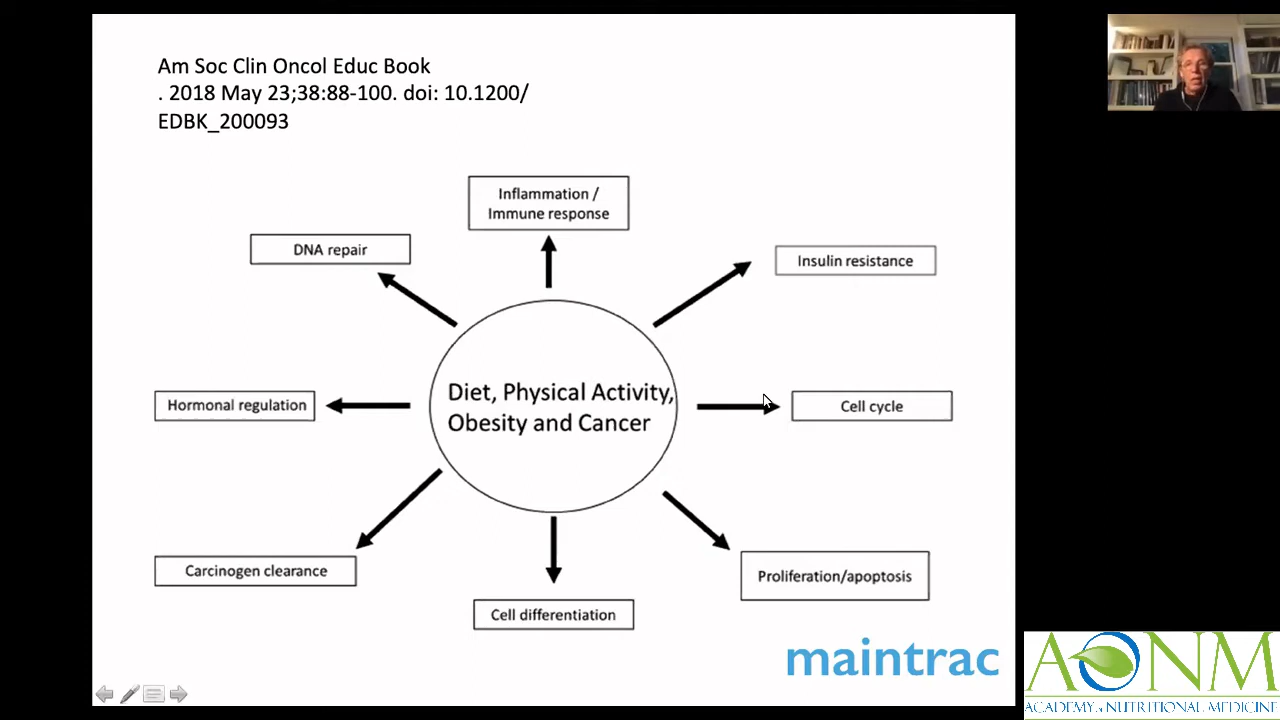 Am Soc Clin Oncol Educ Book
. 2018 May 23;38:88-100. doi: 10.1200/
EDBK_200093
Inflammation /
Immune response
DNA repair
Insulin resistance
Diet, Physical Activity,
Obesity and Cancer
Hormonal regulation
Cell cycle
Carcinogen clearance
Proliferation/apoptosis
Cell differentiation
maintrac
AONM
ACADEMY of NUTRITIONAL MEDICINE